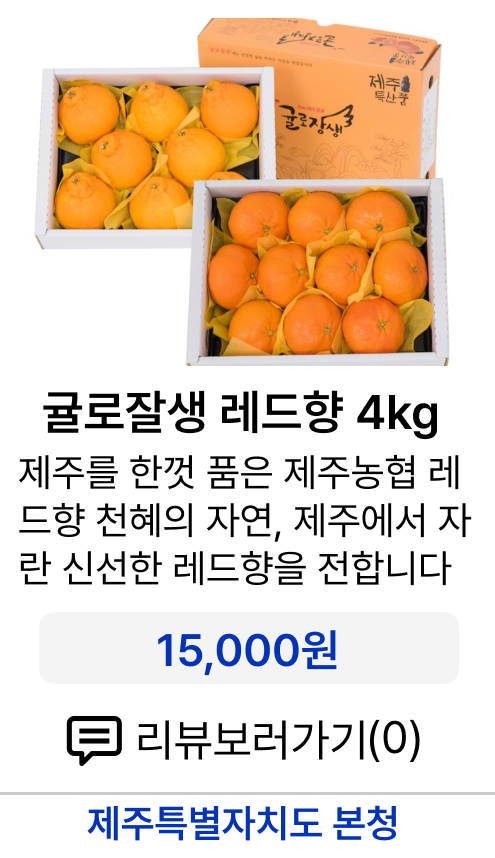 제주
특산품
귤로장생
귤로잘생 레드향 4kg
제주를 한껏 품은 제주농협 레
드향 천혜의 자연, 제주에서 자
란 신선한 레드향을 전합니다
15,000원
리뷰보러가기(0)
제주특별자치도 본청